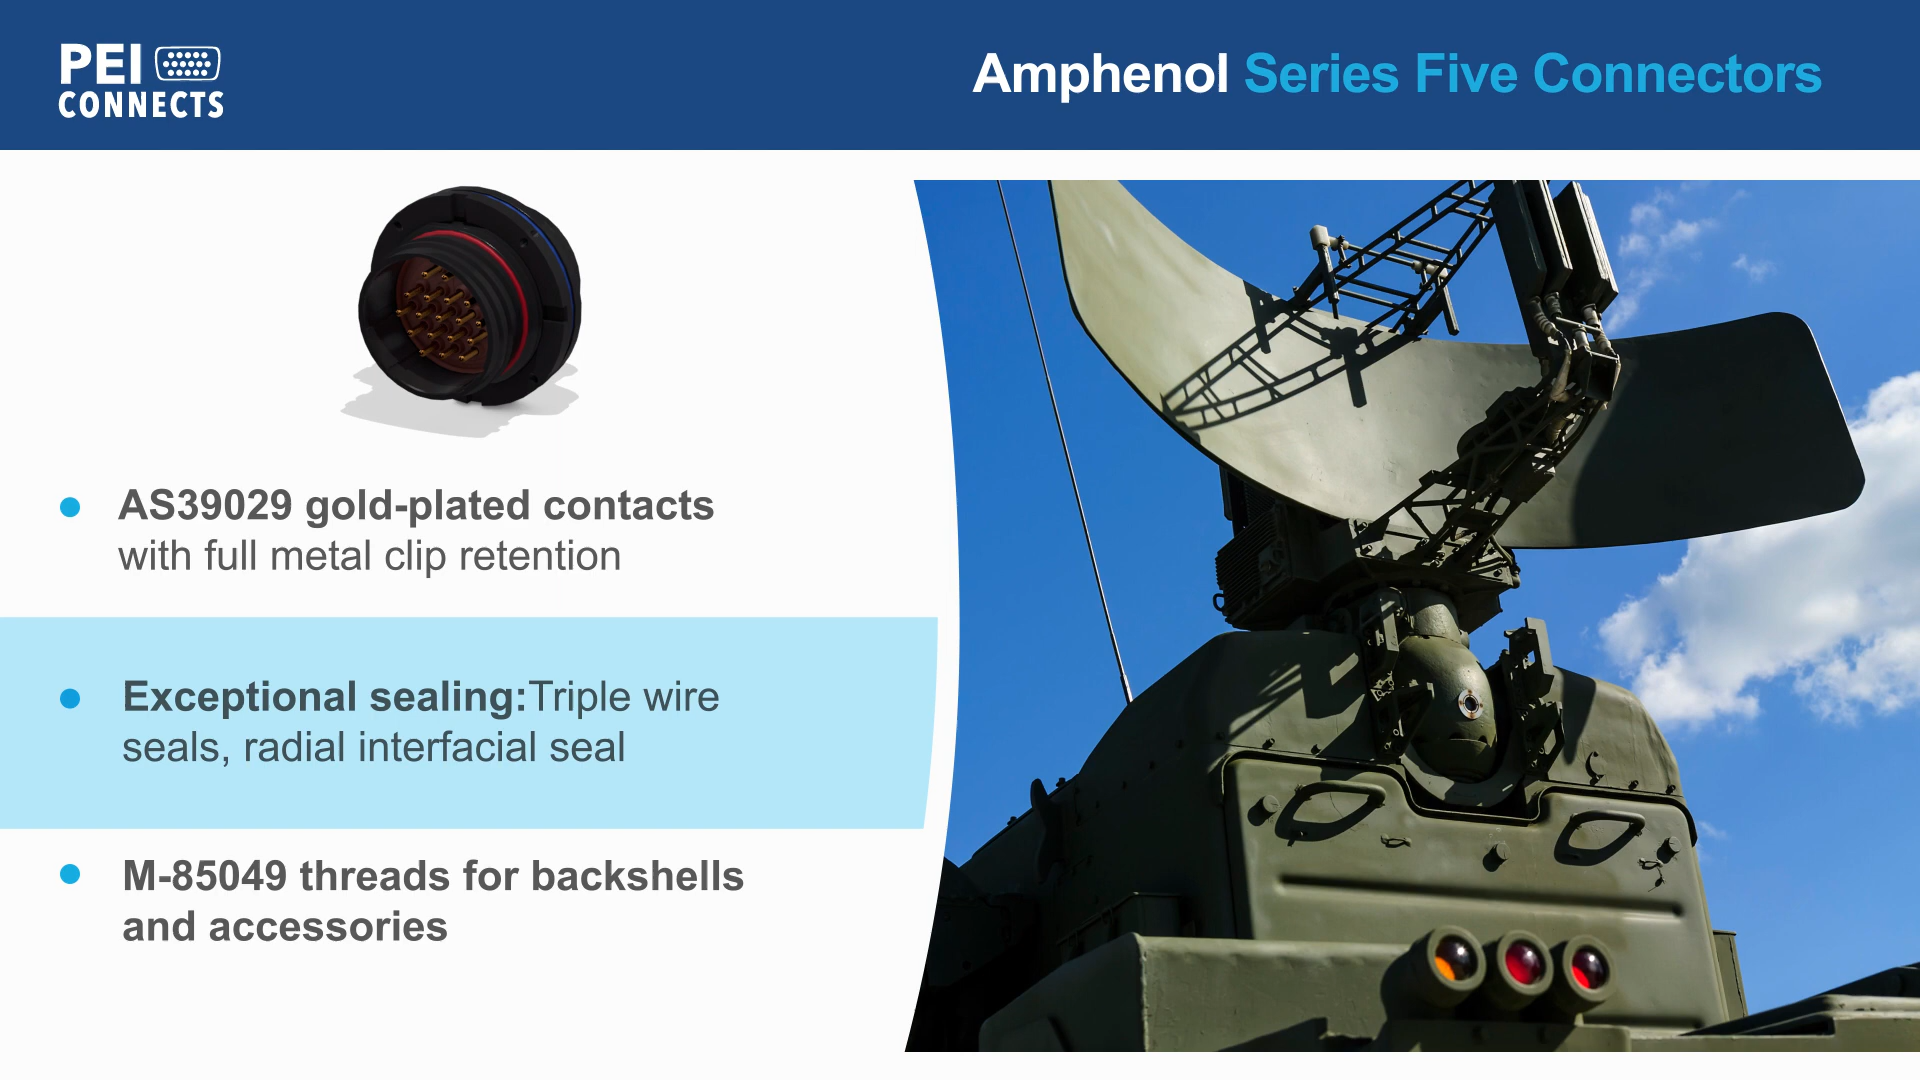 PEI
CONNECTS
Amphenol Series Five Connectors
AS39029 gold-plated contacts
with full metal clip retention
Exceptional sealing:Triple wire
seals, radial interfacial seal
M-85049 threads for backshells
and accessories